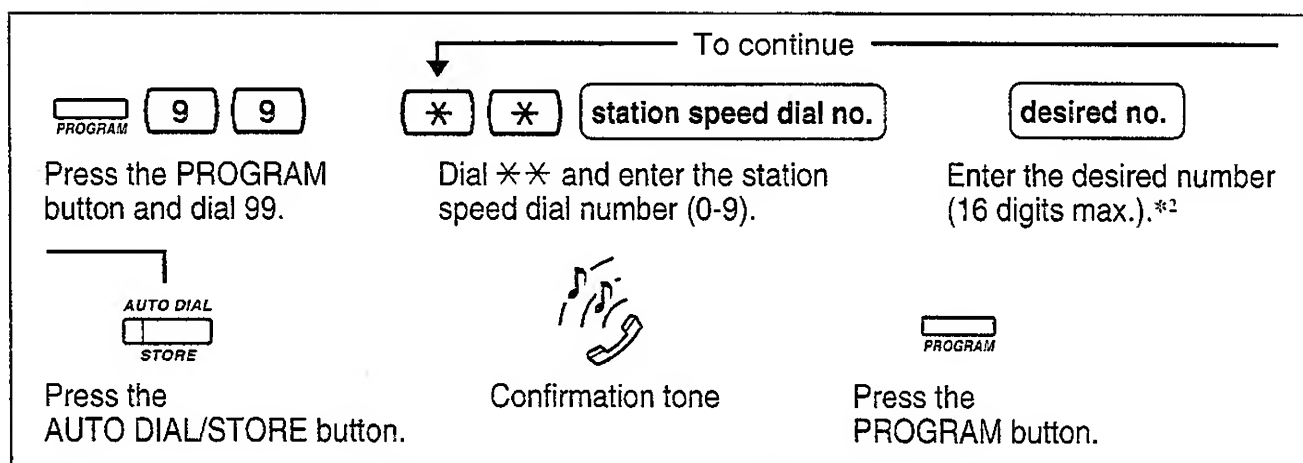 To continue
PROGRAM 9 9 ✳ ✳ station speed dial no. desired no.
Press the PROGRAM
button and dial 99.
Dial ✳✳ and enter the station
speed dial number (0-9).
Enter the desired number
(16 digits max.).*2
AUTO DIAL
STORE
Press the
AUTO DIAL/STORE button.
Confirmation tone
PROGRAM
Press the
PROGRAM button.